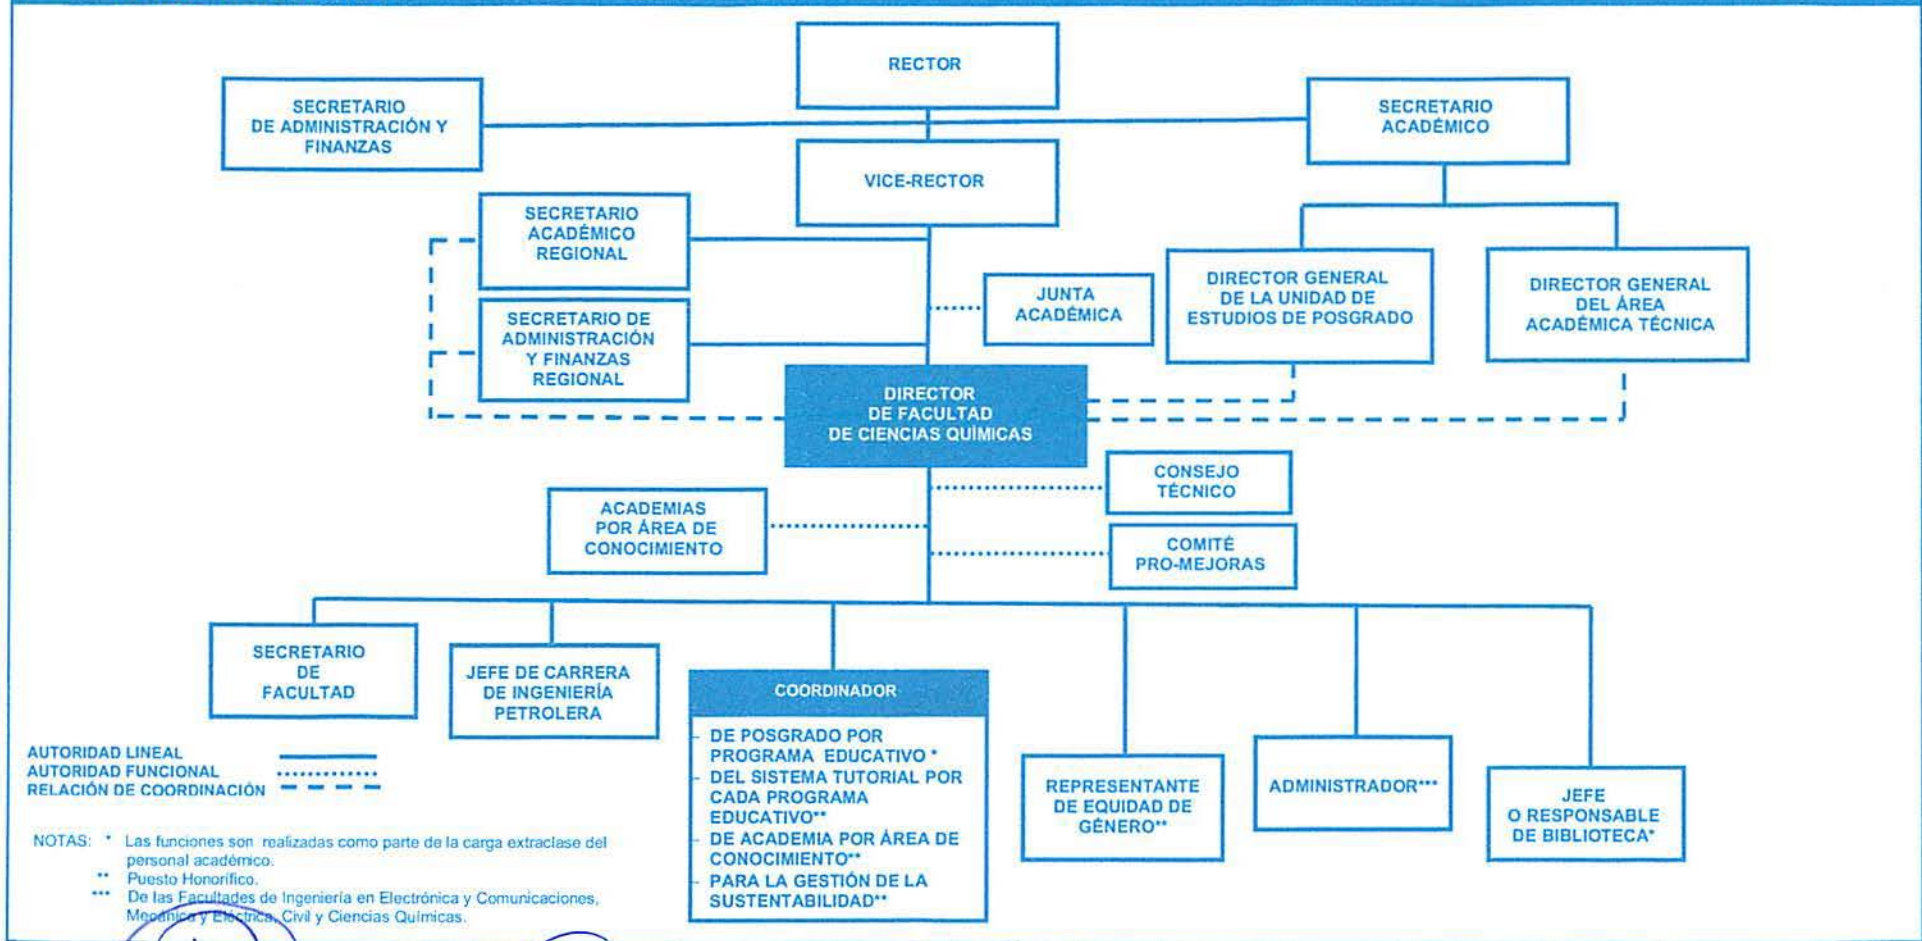 RECTOR
SECRETARIO
DE ADMINISTRACIÓN Y
FINANZAS
SECRETARIO
ACADÉMICO
VICE-RECTOR
SECRETARIO
ACADÉMICO
REGIONAL
SECRETARIO DE
ADMINISTRACIÓN
Y FINANZAS
REGIONAL
JUNTA
ACADÉMICA
DIRECTOR GENERAL
DE LA UNIDAD DE
ESTUDIOS DE POSGRADO
DIRECTOR GENERAL
DEL ÁREA
ACADÉMICA TÉCNICA
DIRECTOR
DE FACULTAD
DE CIENCIAS QUÍMICAS
CONSEJO
TÉCNICO
ACADEMIAS
POR ÁREA DE
CONOCIMIENTO
COMITÉ
PRO-MEJORAS
SECRETARIO
DE
FACULTAD
JEFE DE CARRERA
DE INGENIERÍA
PETROLERA
COORDINADOR
- DE POSGRADO POR
PROGRAMA EDUCATIVO *
- DEL SISTEMA TUTORIAL POR
CADA PROGRAMA
EDUCATIVO**
- DE ACADEMIA POR ÁREA DE
CONOCIMIENTO**
- PARA LA GESTIÓN DE LA
SUSTENTABILIDAD**
REPRESENTANTE
DE EQUIDAD DE
GÉNERO**
ADMINISTRADOR***
JEFE
O RESPONSABLE
DE BIBLIOTECA*
AUTORIDAD LINEAL
AUTORIDAD FUNCIONAL
RELACIÓN DE COORDINACIÓN
NOTAS: * Las funciones son realizadas como parte de la carga extraclase del
personal académico.
** Puesto Honorífico.
*** De las Facultades de Ingeniería en Electrónica y Comunicaciones,
Mecánica y Eléctrica, Civil y Ciencias Químicas.